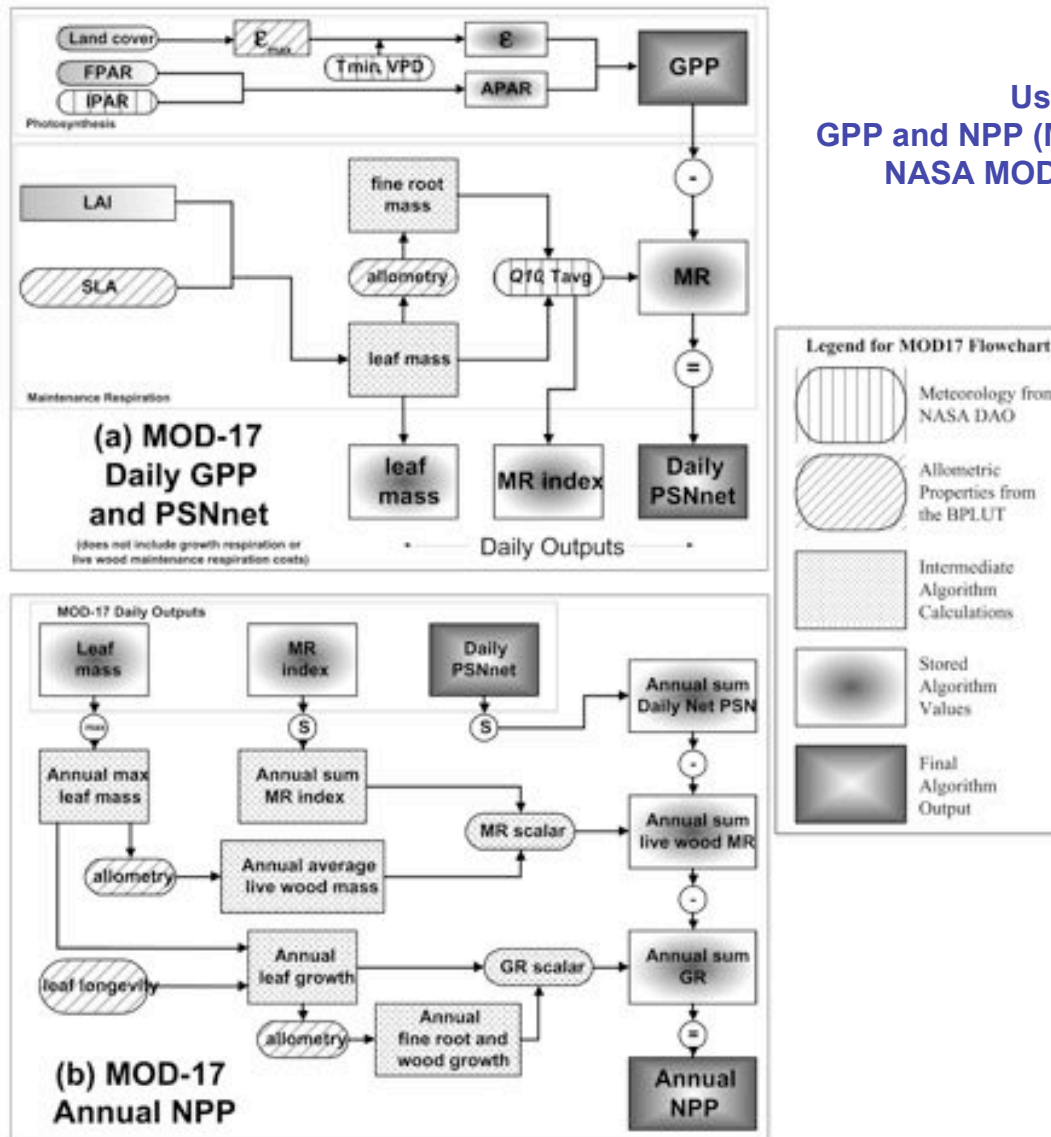 Land cover
ε max
ε
Tmin, VPD
GPP
FPAR
IPAR
APAR
Photosynthesis
LAI
SLA
fine root
mass
allometry
leaf mass
Q10, Tavg
-
MR
=
Maintenance Respiration
(a) MOD-17
Daily GPP
and PSNnet
(does not include growth respiration or
live wood maintenance respiration costs)
leaf
mass
MR index
Daily
PSNnet
- Daily Outputs -
Us
GPP and NPP (
NASA MOD
Legend for MOD17 Flowchart
Meteorology from
NASA DAO
Allometric
Properties from
the BPLUT
Intermediate
Algorithm
Calculations
Stored
Algorithm
Values
Final
Algorithm
Output
MOD-17 Daily Outputs
Leaf
mass
MR
index
Daily
PSNnet
max
S
S
Annual sum
Daily Net PSN
-
Annual max
leaf mass
Annual sum
MR index
MR scalar
Annual sum
live wood MR
allometry
Annual average
live wood mass
-
leaf longevity
Annual
leaf growth
GR scalar
Annual sum
GR
allometry
Annual
fine root and
wood growth
=
(b) MOD-17
Annual NPP
Annual
NPP